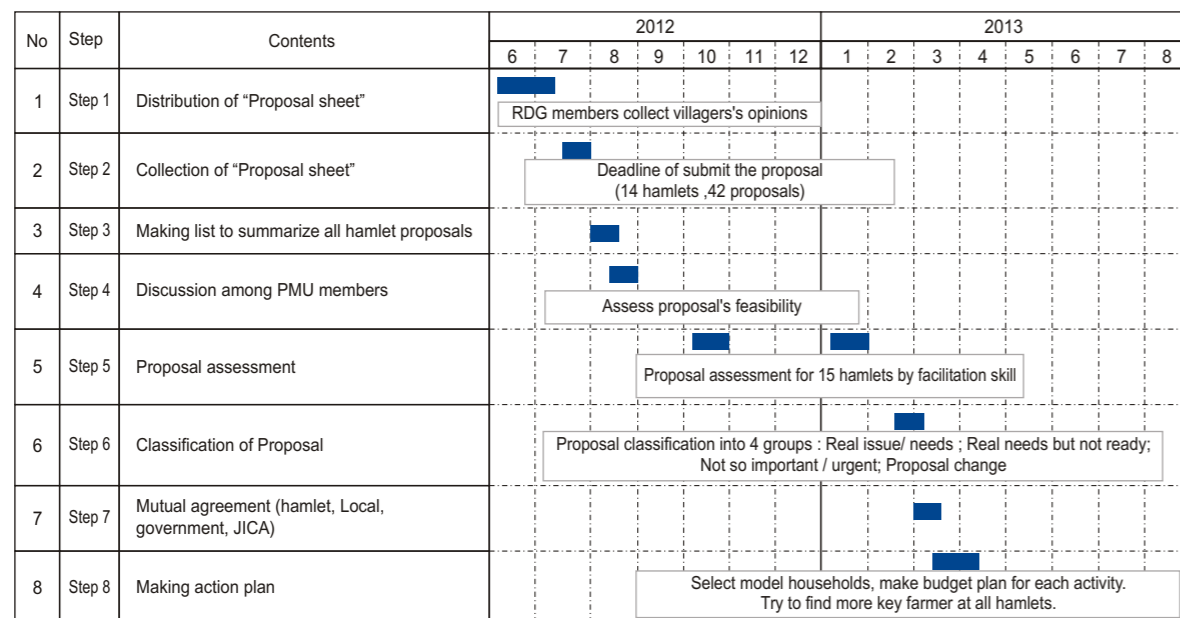 No Step Contents 2012 2013
6 7 8 9 10 11 12 1 2 3 4 5 6 7 8
1 Step 1 Distribution of “Proposal sheet”
RDG members collect villagers's opinions
2 Step 2 Collection of “Proposal sheet”
Deadline of submit the proposal
(14 hamlets ,42 proposals)
3 Step 3 Making list to summarize all hamlet proposals
4 Step 4 Discussion among PMU members
Assess proposal's feasibility
5 Step 5 Proposal assessment
Proposal assessment for 15 hamlets by facilitation skill
6 Step 6 Classification of Proposal
Proposal classification into 4 groups : Real issue/ needs ; Real needs but not ready;
Not so important / urgent; Proposal change
7 Step 7 Mutual agreement (hamlet, Local,
government, JICA)
8 Step 8 Making action plan
Select model households, make budget plan for each activity.
Try to find more key farmer at all hamlets.